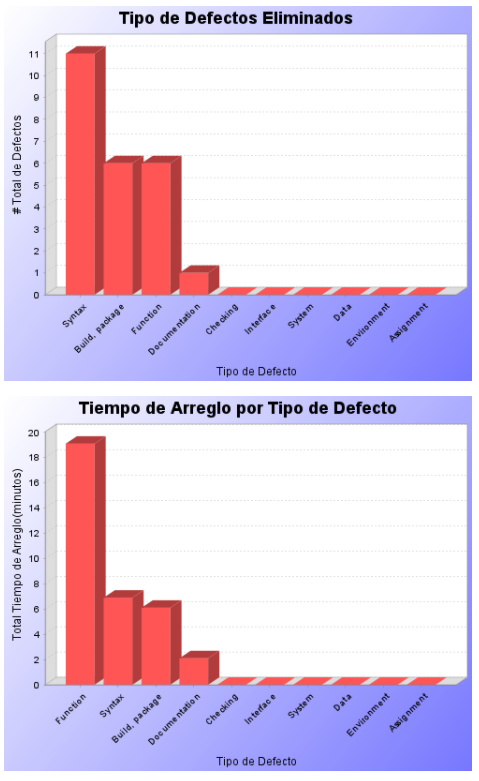 Tipo de Defectos Eliminados
# Total de Defectos
11
10
9
8
7
6
5
4
3
2
1
0
Syntax
Build, package
Function
Documentation
Checking
Interface
System
Data
Environment
Assignment
Tipo de Defecto
Tiempo de Arreglo por Tipo de Defecto
Total Tiempo de Arreglo(minutos)
20
18
16
14
12
10
8
6
4
2
0
Function
Syntax
Build, package
Documentation
Checking
Interface
System
Data
Environment
Assignment
Tipo de Defecto